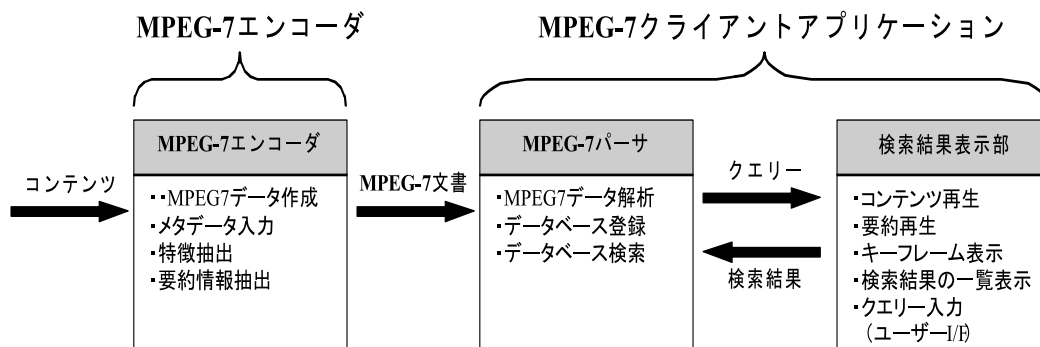 MPEG-7エンコーダ
MPEG-7クライアントアプリケーション
コンテンツ
MPEG-7エンコーダ
・・MPEG7データ作成
・メタデータ入力
・特徴抽出
・要約情報抽出
MPEG-7文書
MPEG-7パーサ
・MPEG7データ解析
・データベース登録
・データベース検索
クエリー
検索結果
検索結果表示部
・コンテンツ再生
・要約再生
・キーフレーム表示
・検索結果の一覧表示
・クエリー入力
（ユーザーI/F)